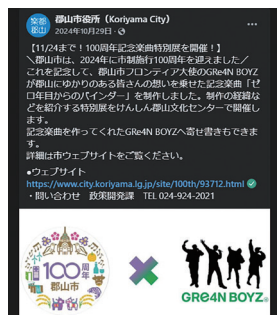 郡山市役所（Koriyama City）
2024年10月29日
【11/24まで！100周年記念楽曲特別展を開催！】
＼郡山市は、2024年に市制施行100周年を迎えました／
これを記念して、郡山市フロンティア大使のGRe4N BOYZ
が郡山にゆかりのある皆さんの想いを乗せた記念楽曲「ゼ
ロ年目からのバインダー」を制作しました。制作の経緯な
どを紹介する特別展をけんしん郡山文化センターで開催し
ます。
記念楽曲を作ってくれたGRe4N BOYZへ寄せ書きもできま
す。
詳細は市ウェブサイトをご覧ください。
●ウェブサイト
https://www.city.koriyama.lg.jp/site/100th/93712.html
・問い合わせ 政策開発課 TEL 024-924-2021
100周年
郡山市
GRe4N BOYZ.